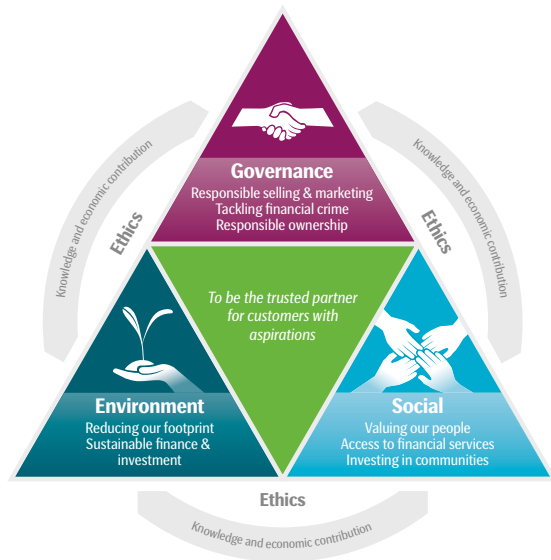 Governance
Responsible selling & marketing
Tackling financial crime
Responsible ownership
Knowledge and economic contribution
Ethics
Knowledge and economic contribution
Ethics
To be the trusted partner
for customers with
aspirations
Environment
Reducing our footprint
Sustainable finance &
investment
Social
Valuing our people
Access to financial services
Investing in communities
Ethics
Knowledge and economic contribution